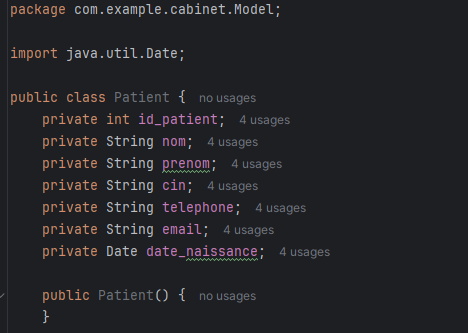 package com.example.cabinet.Model;
import java.util.Date;
public class Patient { no usages
private int id_patient; 4 usages
private String nom; 4 usages
private String prenom; 4 usages
private String cin; 4 usages
private String telephone; 4 usages
private String email; 4 usages
private Date date_naissance; 4 usages
public Patient() { no usages
}